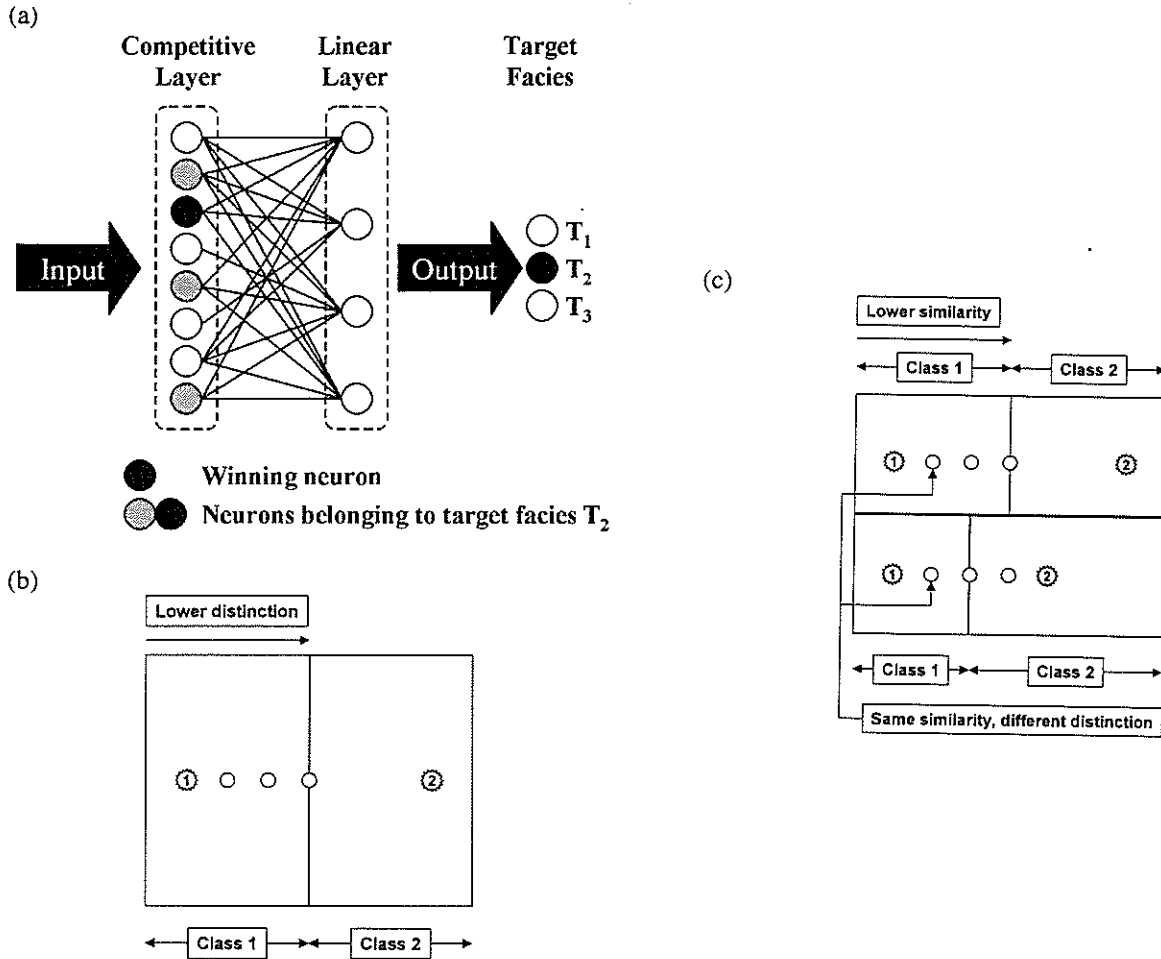 (a)
Competitive Layer
Linear Layer
Target Facies
Input
Output
T1
T2
T3
Winning neuron
Neurons belonging to target facies T2
(b)
Lower distinction
1
2
Class 1
Class 2
(c)
Lower similarity
Class 1
Class 2
1
2
1
2
Class 1
Class 2
Same similarity, different distinction